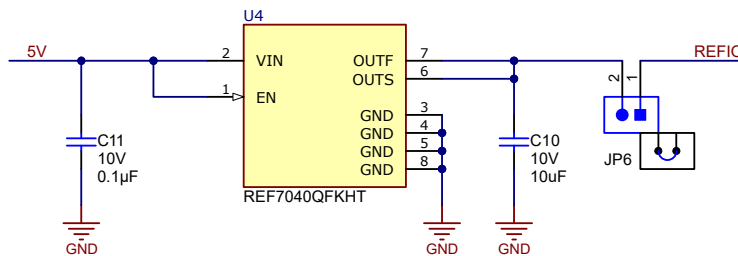 U4
5V
2
VIN
OUTF
7
OUTS
6
REFIO
1
EN
2
1
GND
3
GND
4
GND
5
GND
8
C11
10V
0.1µF
C10
10V
10uF
JP6
REF7040QFKHT
GND
GND
GND